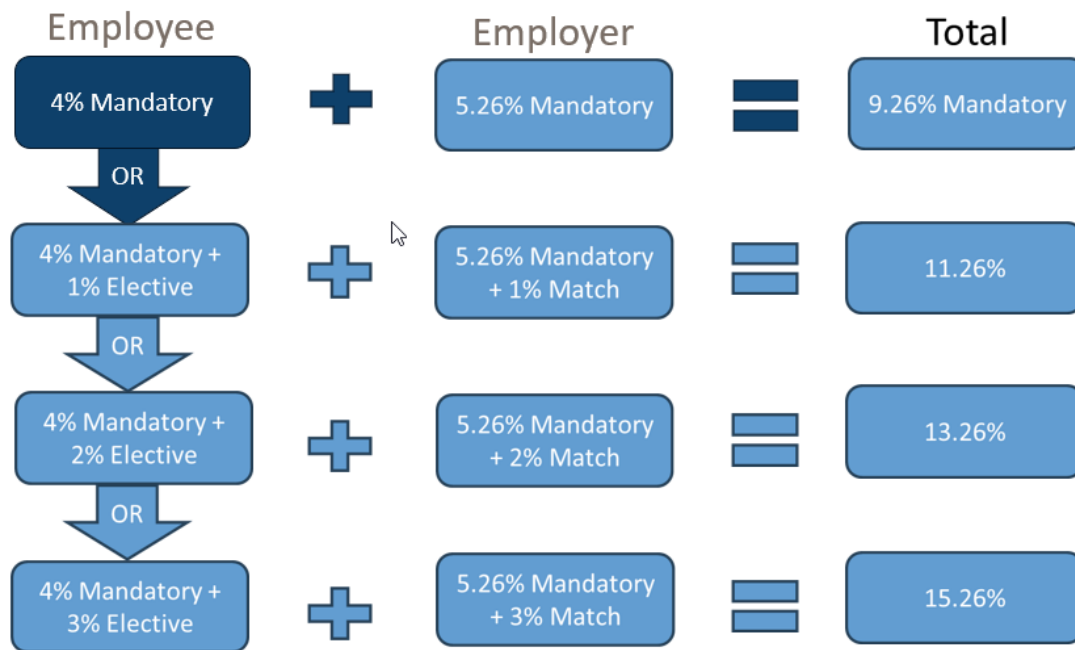 Employee
Employer
Total
4% Mandatory
5.26% Mandatory
9.26% Mandatory
OR
4% Mandatory +
1% Elective
5.26% Mandatory
+ 1% Match
11.26%
OR
4% Mandatory +
2% Elective
5.26% Mandatory
+ 2% Match
13.26%
OR
4% Mandatory +
3% Elective
5.26% Mandatory
+ 3% Match
15.26%